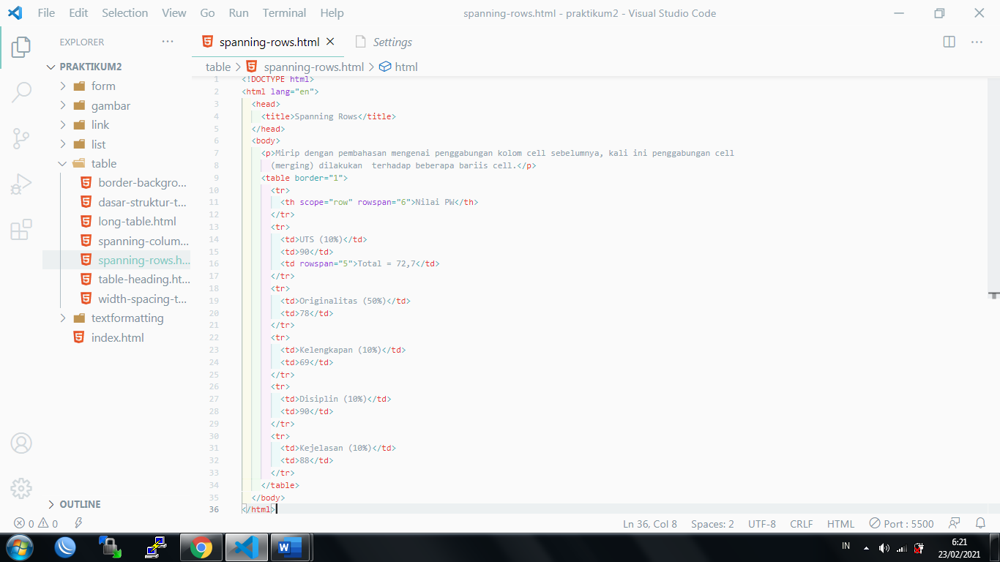 File Edit Selection View Go Run Terminal Help
spanning-rows.html - praktikum2 - Visual Studio Code
EXPLORER
PRAKTIKUM2
form
gambar
link
list
table
border-backgro...
dasar-struktur-t...
long-table.html
spanning-colum...
spanning-rows.h...
table-heading.ht...
width-spacing-t...
textformatting
index.html
OUTLINE
spanning-rows.html
Settings
table > spanning-rows.html > html
1 <!DOCTYPE html>
2 <html lang="en">
3 <head>
4 <title>Spanning Rows</title>
5 </head>
6 <body>
7 <p>Mirip dengan pembahasan mengenai penggabungan kolom cell sebelumnya, kali ini penggabungan cell
8 (merging) dilakukan  terhadap beberapa bariis cell.</p>
9 <table border="1">
10 <tr>
11 <th scope="row" rowspan="6">Nilai PW</th>
12 </tr>
13 <tr>
14 <td>UTS (10%)</td>
15 <td>90</td>
16 <td rowspan="5">Total = 72,7</td>
17 </tr>
18 <tr>
19 <td>Originalitas (50%)</td>
20 <td>78</td>
21 </tr>
22 <tr>
23 <td>Kelengkapan (10%)</td>
24 <td>69</td>
25 </tr>
26 <tr>
27 <td>Disiplin (10%)</td>
28 <td>90</td>
29 </tr>
30 <tr>
31 <td>Kejelasan (10%)</td>
32 <td>88</td>
33 </tr>
34 </table>
35 </body>
36 </html>
0 0
Ln 36, Col 8 Spaces: 2 UTF-8 CRLF HTML Port : 5500
IN
6:21
23/02/2021